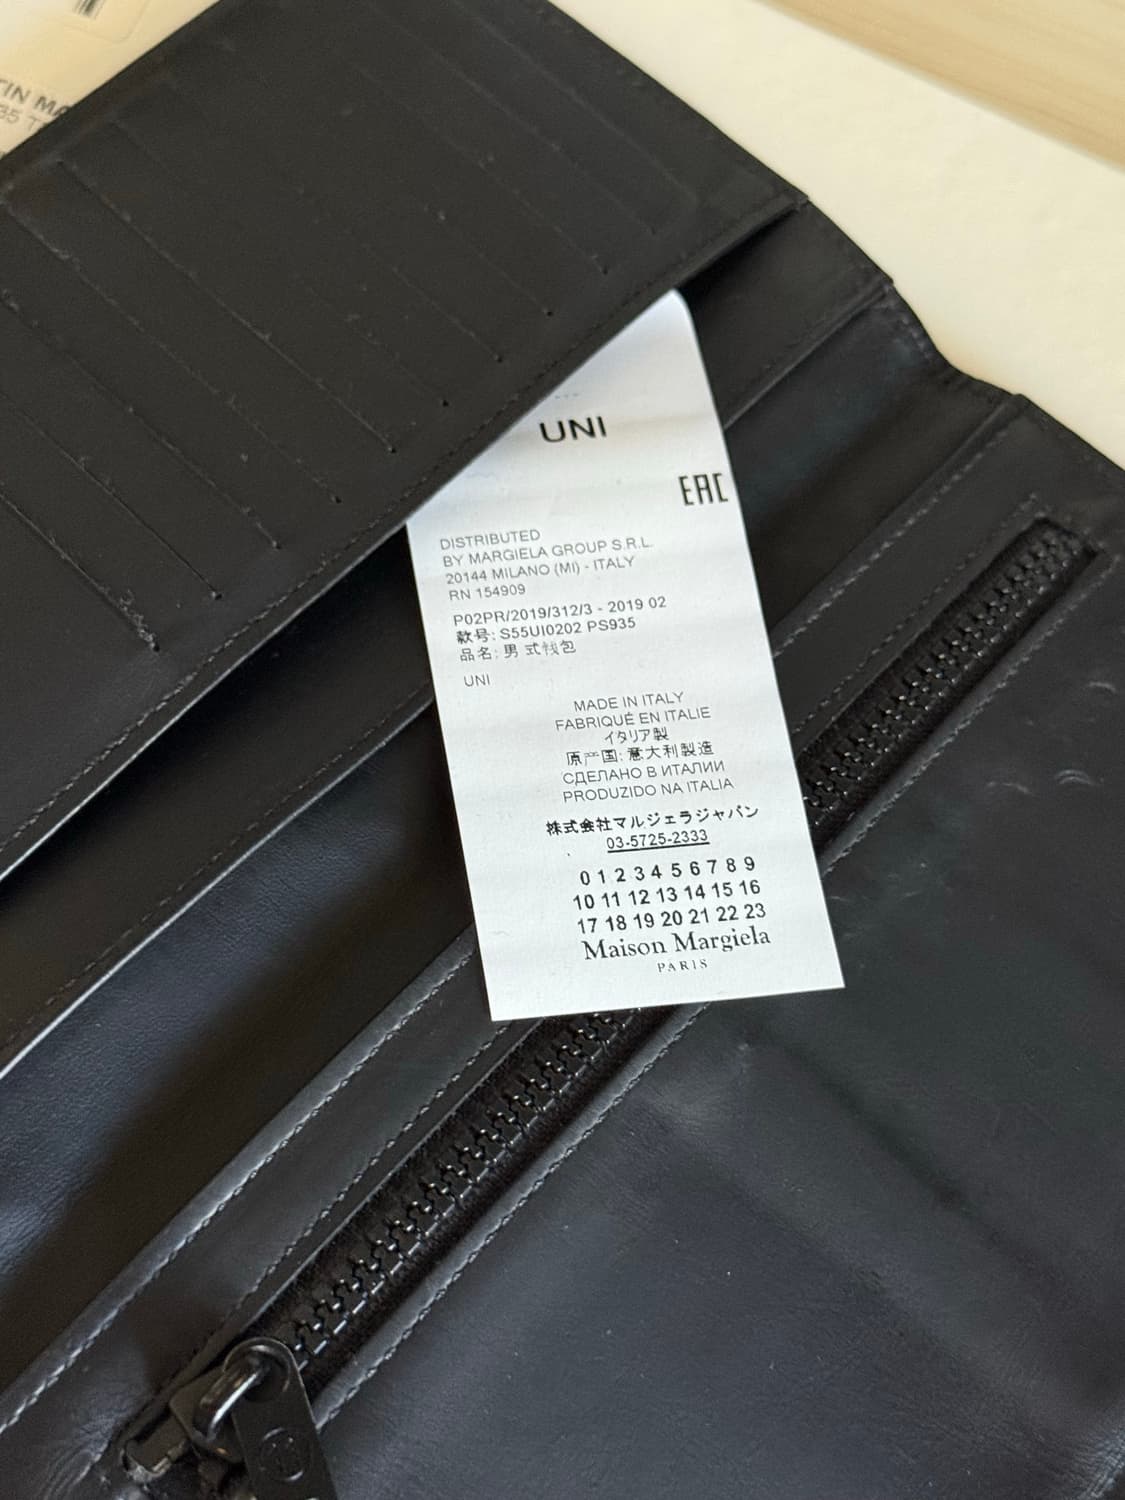 TIN MA
35
UNI
EAC
DISTRIBUTED
BY MARGIELA GROUP S.R.L.
20144 MILANO (MI) - ITALY
RN 154909
P02PR/2019/312/3 - 2019 02
款号: S55UI0202 PS935
品名: 男式钱包
UNI
MADE IN ITALY
FABRIQUÉ EN ITALIE
イタリア製
原产国: 意大利製造
СДЕЛАНО В ИТАЛИИ
PRODUZIDO NA ITALIA
株式会社マルジェラジャパン
03-5725-2333
0 1 2 3 4 5 6 7 8 9
10 11 12 13 14 15 16
17 18 19 20 21 22 23
Maison Margiela
PARIS